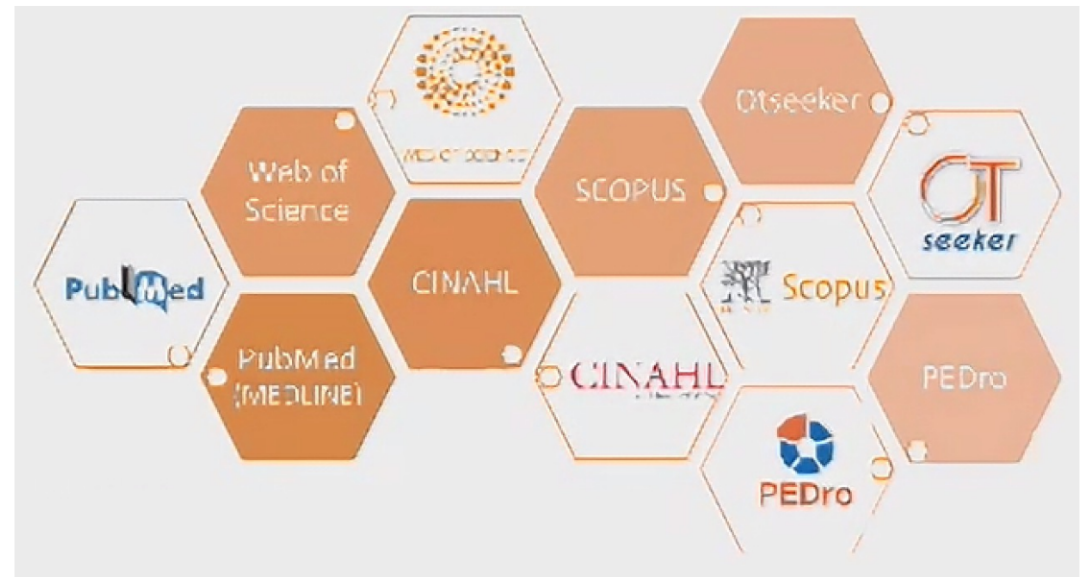 Otseeker
Web of
Science
SCOPUS
OT
seeker
PubMed
CINAHL
Scopus
PubMed
(MEDLINE)
CINAHL
PEDro
PEDro